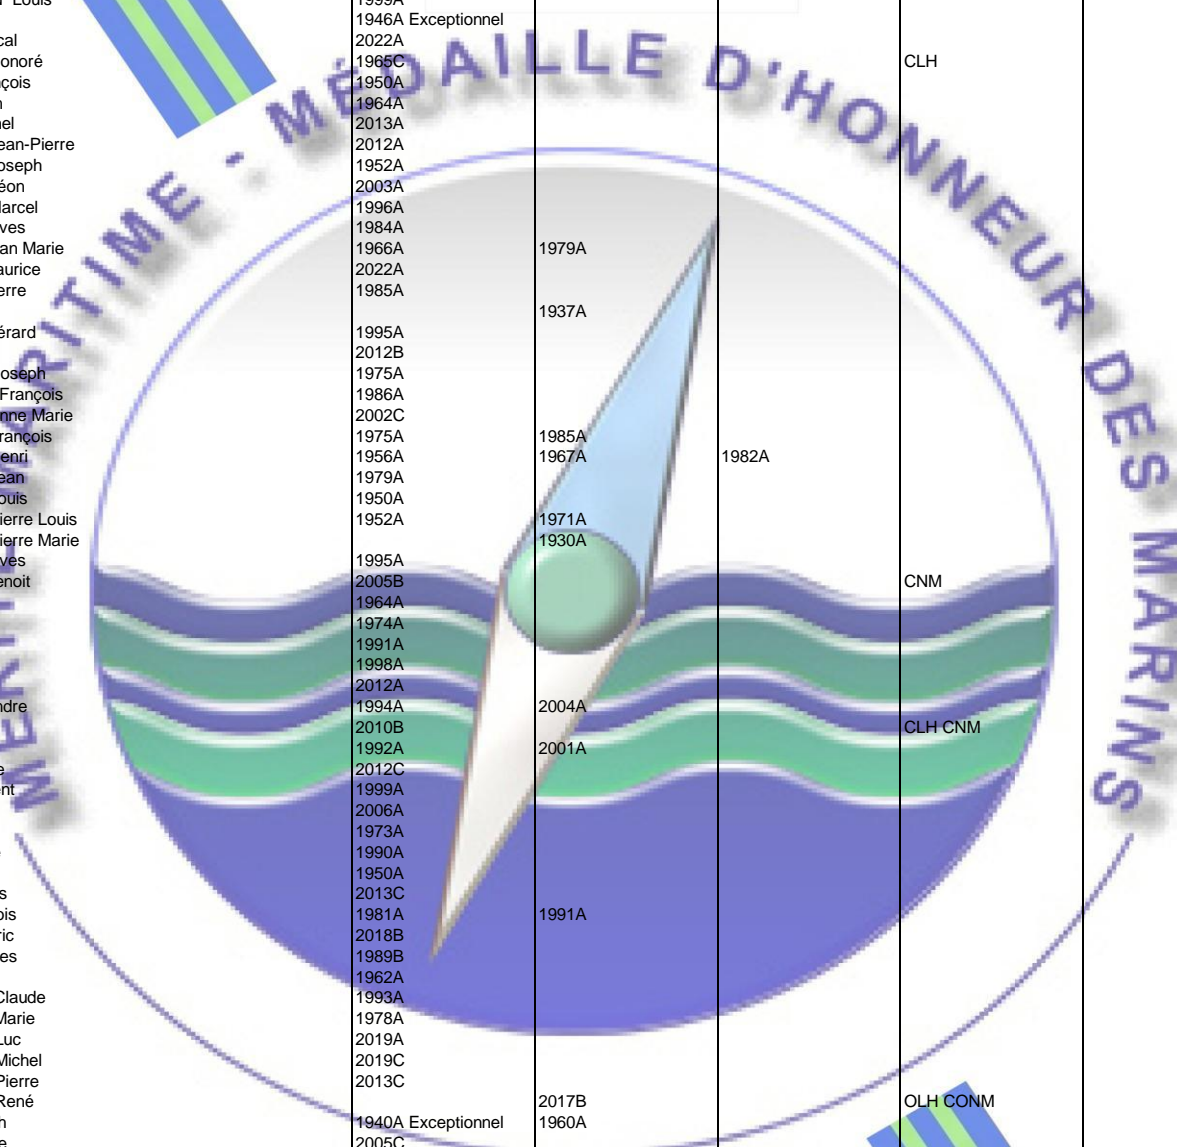 MÉRITE MARITIME - MÉDAILLE D'HONNEUR DES MARINS
1946A Exceptionnel
2022A
1965C CLH
1950A
1964A
2013A
ean-Pierre 2012A
oseph 1952A
éon 2003A
arcel 1996A
ves 1984A
an Marie 1966A 1979A
aurice 2022A
erre 1985A
1937A
érard 1995A
2012B
oseph 1975A
François 1986A
nne Marie 2002C
rançois 1975A 1985A
enri 1956A 1967A 1982A
ean 1979A
ouis 1950A
ierre Louis 1952A 1971A
ierre Marie 1930A
ves 1995A
enoit 2005B CNM
1964A
1974A
1991A
1998A
2012A
ndre 1994A 2004A
2010B CLH CNM
1992A 2001A
e 2012C
nt 1999A
2006A
1973A
1990A
1950A
s 2013C
ois 1981A 1991A
ric 2018B
es 1989B
1962A
Claude 1993A
Marie 1978A
Luc 2019A
Michel 2019C
Pierre 2013C
René 2017B OLH CONM
h 1940A Exceptionnel 1960A
e 2005C